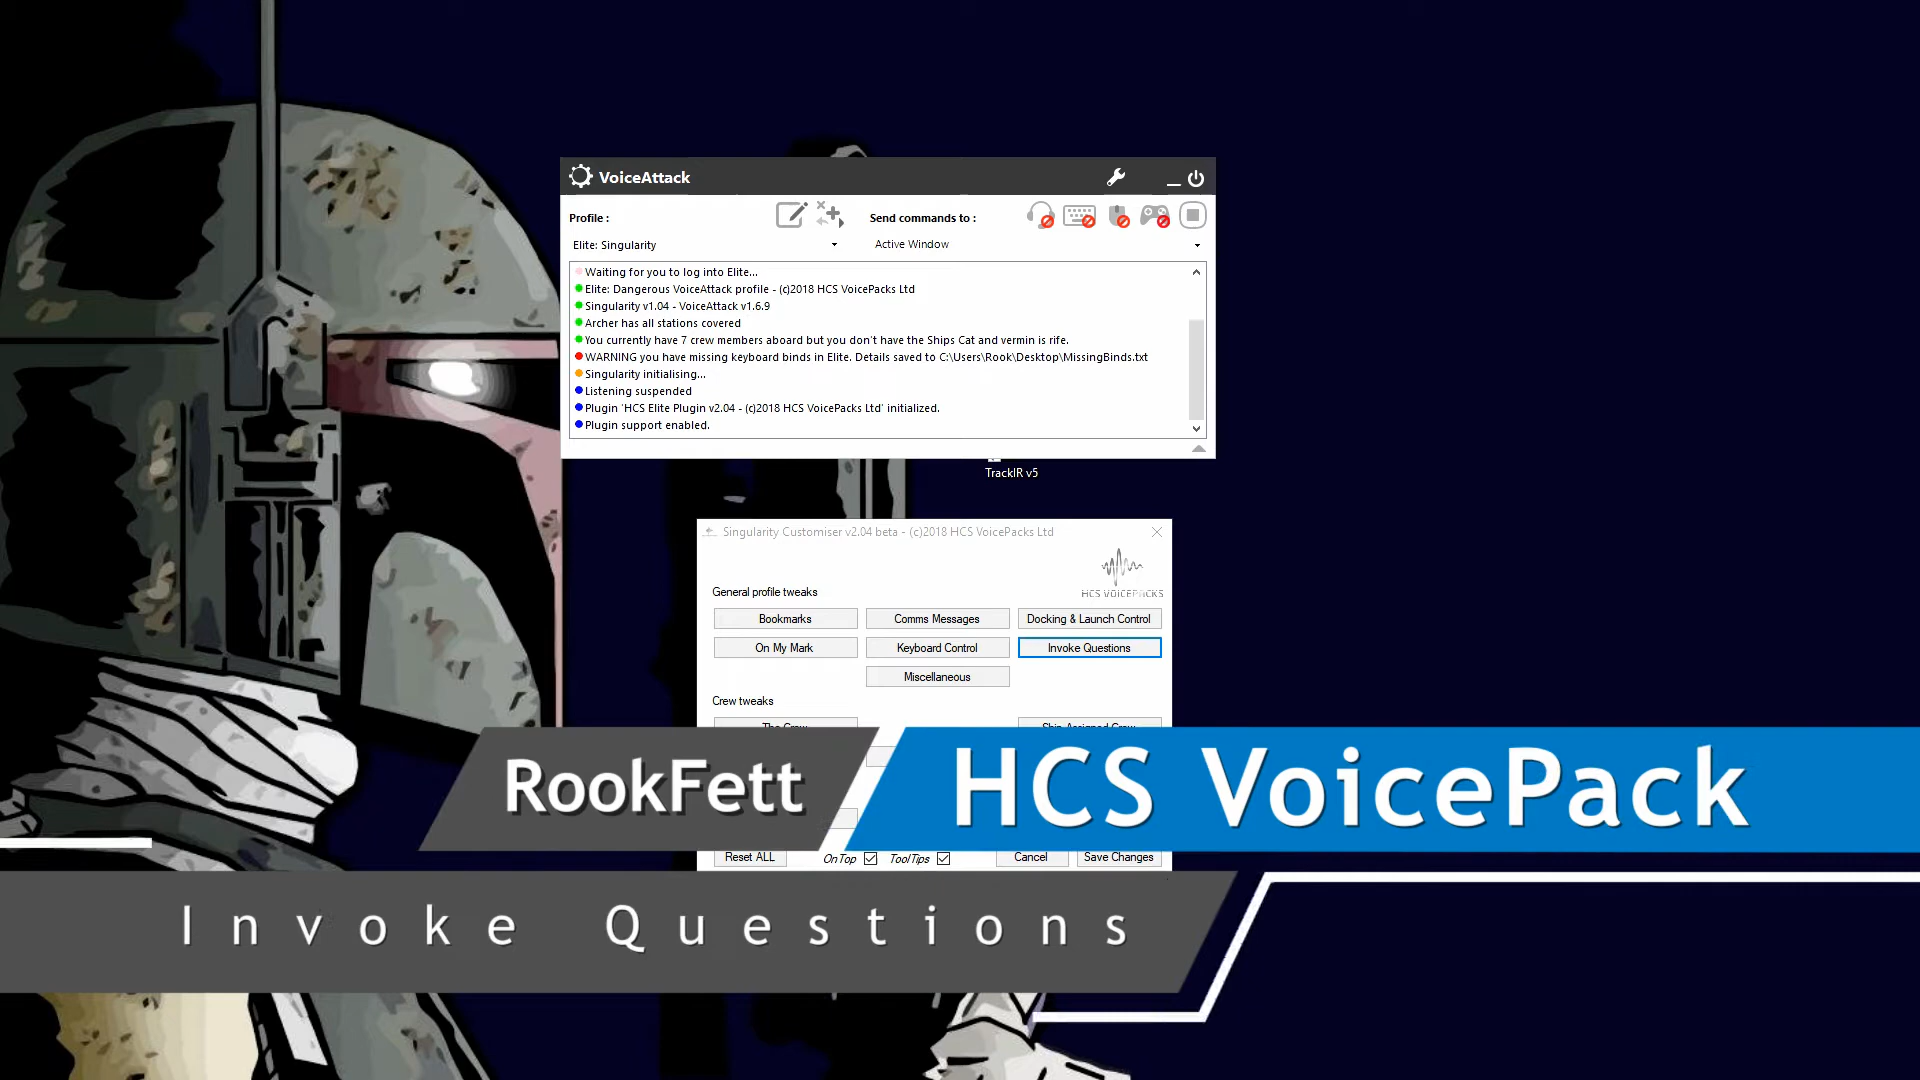 VoiceAttack
Profile :
Send commands to :
Elite: Singularity
Active Window
Waiting for you to log into Elite...
Elite: Dangerous VoiceAttack profile - (c)2018 HCS VoicePacks Ltd
Singularity v1.04 - VoiceAttack v1.6.9
Archer has all stations covered
You currently have 7 crew members aboard but you don't have the Ships Cat and vermin is rife.
WARNING you have missing keyboard binds in Elite. Details saved to C:\Users\Rook\Desktop\MissingBinds.txt
Singularity initialising...
Listening suspended
Plugin 'HCS Elite Plugin v2.04 - (c)2018 HCS VoicePacks Ltd' initialized.
Plugin support enabled.
TrackIR v5
Singularity Customiser v2.04 beta - (c)2018 HCS VoicePacks Ltd
HCS VOICEPACKS
General profile tweaks
Bookmarks
Comms Messages
Docking & Launch Control
On My Mark
Keyboard Control
Invoke Questions
Miscellaneous
Crew tweaks
The Crew
Ship Assigned Crew
RookFett
HCS VoicePack
Reset ALL
OnTop
ToolTips
Cancel
Save Changes
Invoke Questions